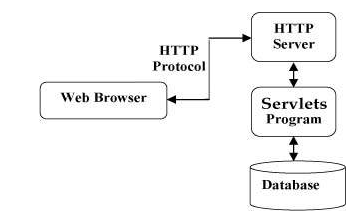 HTTP
Server
HTTP
Protocol
Web Browser
Servlets
Program
Database